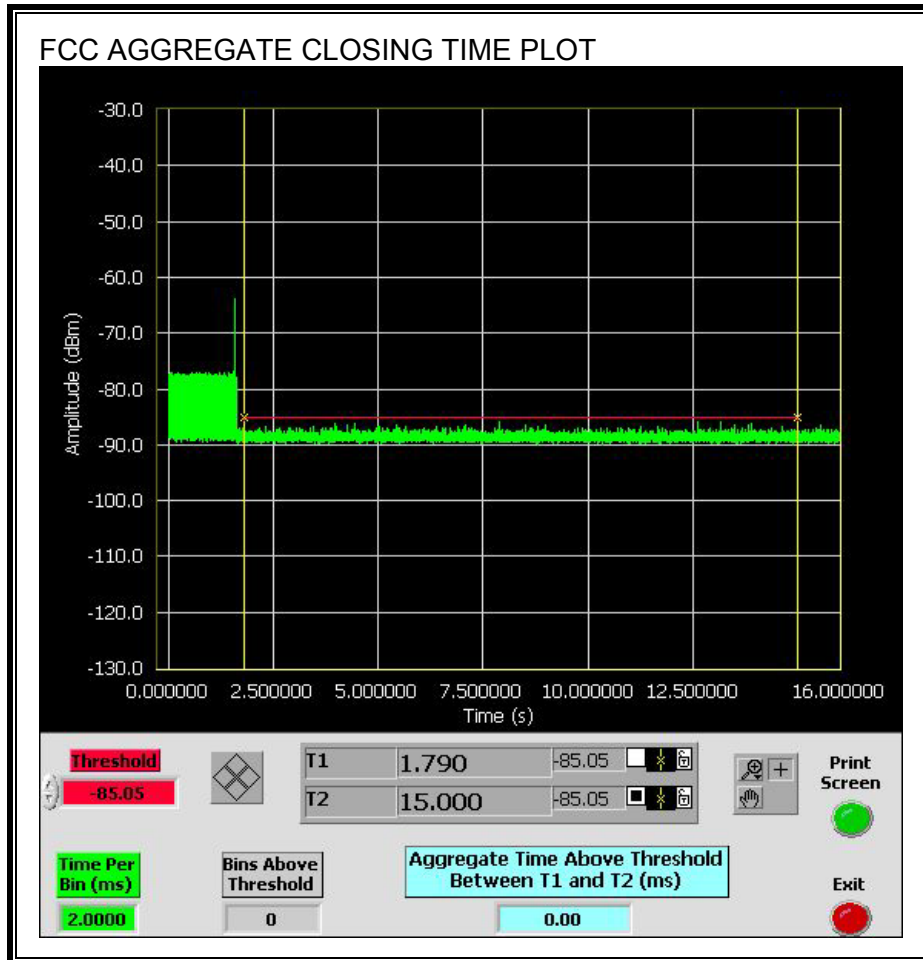 FCC AGGREGATE CLOSING TIME PLOT
-30.0
-40.0
-50.0
-60.0
-70.0
-80.0
-90.0
-100.0
-110.0
-120.0
-130.0
Amplitude (dBm)
0.000000 2.500000 5.000000 7.500000 10.000000 12.500000 16.000000
Time (s)
Threshold
-85.05
T1 1.790 -85.05
T2 15.000 -85.05
Print
Screen
Time Per
Bin (ms)
2.0000
Bins Above
Threshold
0
Aggregate Time Above Threshold
Between T1 and T2 (ms)
0.00
Exit